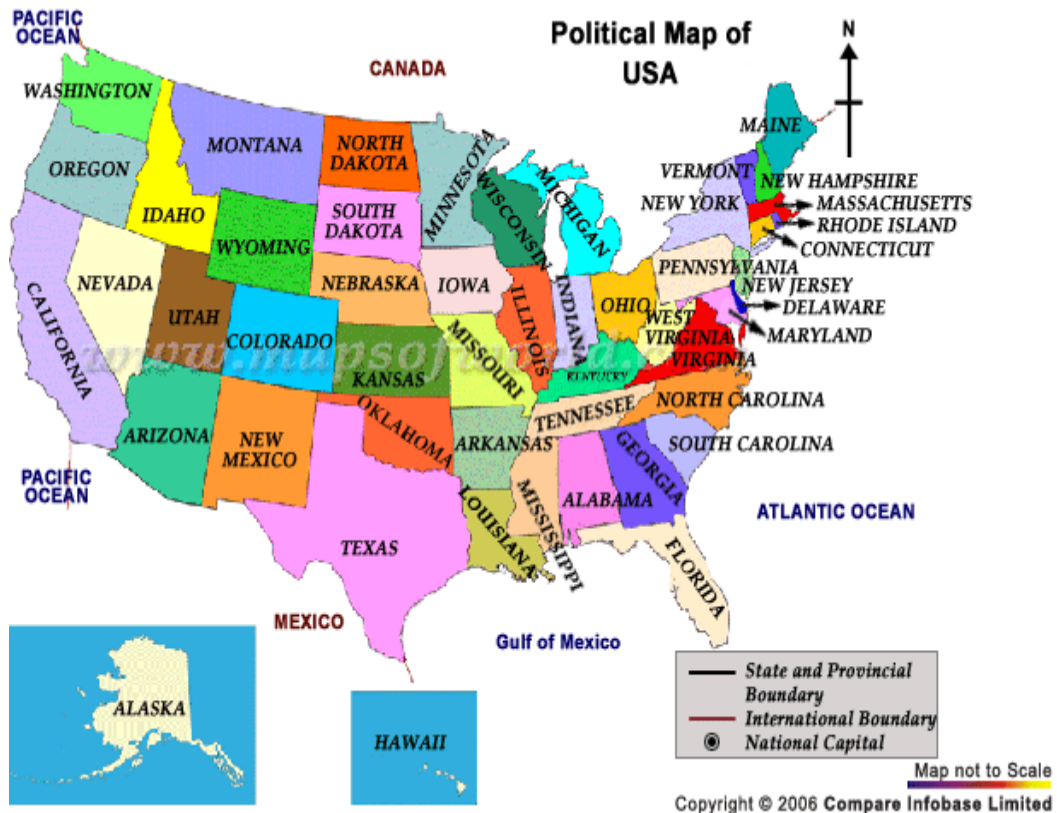 PACIFIC
OCEAN
Political Map of
USA
N
CANADA
WASHINGTON
MONTANA
NORTH
DAKOTA
MINNESOTA
MAINE
OREGON
IDAHO
WISCONSIN
MICHIGAN
VERMONT
NEW HAMPSHIRE
NEW YORK
MASSACHUSETTS
RHODE ISLAND
CONNECTICUT
SOUTH
DAKOTA
WYOMING
NEVADA
NEBRASKA
IOWA
PENNSYLVANIA
NEW JERSEY
DELAWARE
MARYLAND
CALIFORNIA
UTAH
COLORADO
KANSAS
MISSOURI
ILLINOIS
INDIANA
OHIO
WEST
VIRGINIA
VIRGINIA
KENTUCKY
www.mapsofworld.c
ARIZONA
NEW
MEXICO
OKLAHOMA
ARKANSAS
TENNESSEE
NORTH CAROLINA
SOUTH CAROLINA
PACIFIC
OCEAN
TEXAS
LOUISIANA
MISSISSIPPI
ALABAMA
GEORGIA
FLORIDA
ATLANTIC OCEAN
MEXICO
Gulf of Mexico
ALASKA
HAWAII
State and Provincial
Boundary
International Boundary
National Capital
Map not to Scale
Copyright © 2006 Compare Infobase Limited